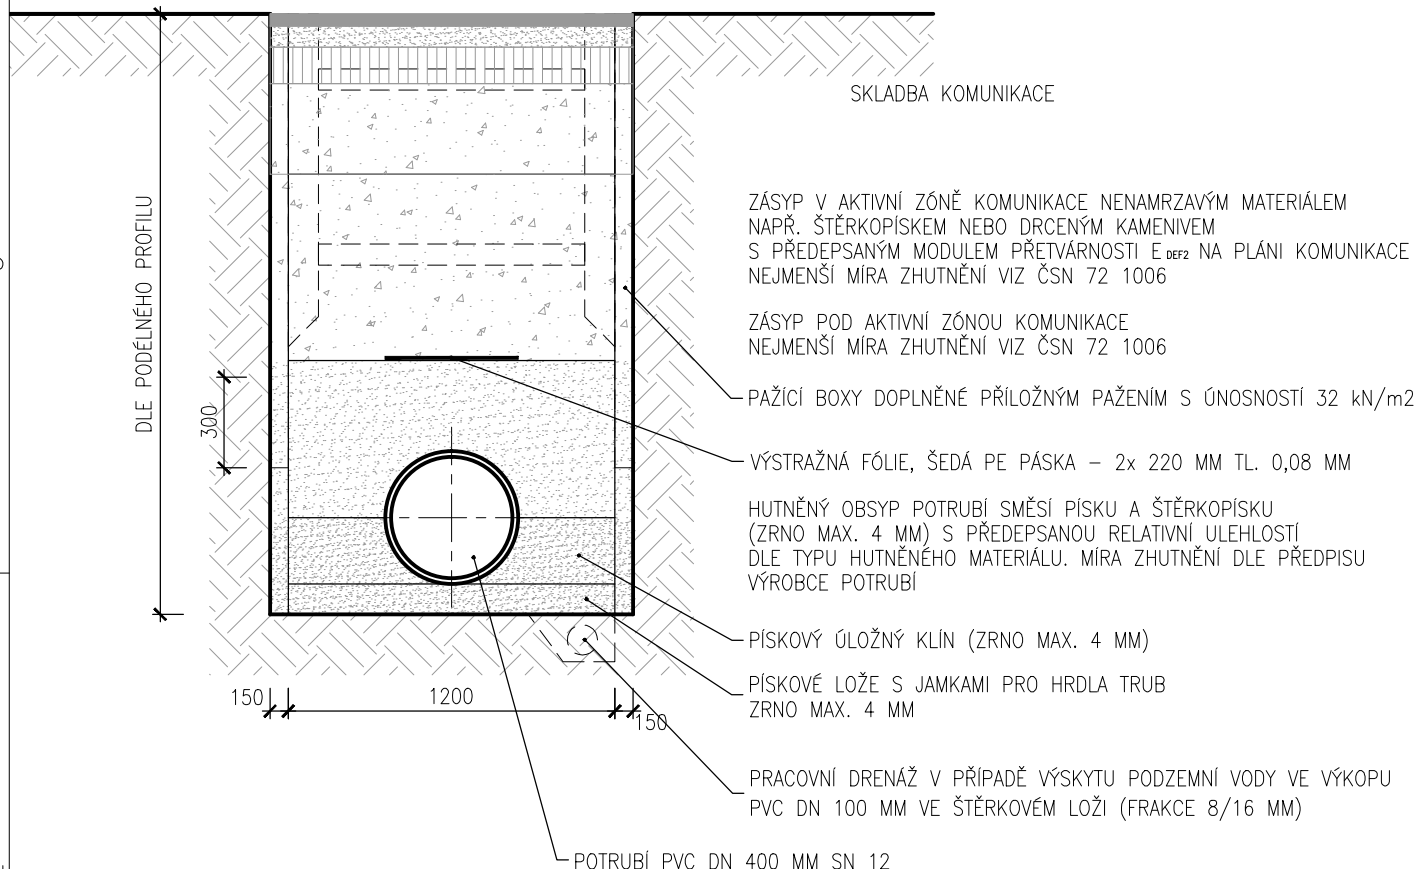 SKLADBA KOMUNIKACE
ZÁSYP V AKTIVNÍ ZÓNĚ KOMUNIKACE NENAMRZAVÝM MATERIÁLEM
NAPŘ. ŠTĚRKOPÍSKEM NEBO DRCENÝM KAMENIVEM
S PŘEDEPSANÝM MODULEM PŘETVÁRNOSTI E DEF2 NA PLÁNI KOMUNIKACE
NEJMENŠÍ MÍRA ZHUTNĚNÍ VIZ ČSN 72 1006
ZÁSYP POD AKTIVNÍ ZÓNOU KOMUNIKACE
NEJMENŠÍ MÍRA ZHUTNĚNÍ VIZ ČSN 72 1006
PAŽÍCÍ BOXY DOPLNĚNÉ PŘÍLOŽNÝM PAŽENÍM S ÚNOSNOSTÍ 32 kN/m2
VÝSTRAŽNÁ FÓLIE, ŠEDÁ PE PÁSKA – 2x 220 MM TL. 0,08 MM
HUTNĚNÝ OBSYP POTRUBÍ SMĚSÍ PÍSKU A ŠTĚRKOPÍSKU
(ZRNO MAX. 4 MM) S PŘEDEPSANOU RELATIVNÍ ULEHLOSTÍ
DLE TYPU HUTNĚNÉHO MATERIÁLU. MÍRA ZHUTNĚNÍ DLE PŘEDPISU
VÝROBCE POTRUBÍ
PÍSKOVÝ ÚLOŽNÝ KLÍN (ZRNO MAX. 4 MM)
PÍSKOVÉ LOŽE S JAMKAMI PRO HRDLA TRUB
ZRNO MAX. 4 MM
PRACOVNÍ DRENÁŽ V PŘÍPADĚ VÝSKYTU PODZEMNÍ VODY VE VÝKOPU
PVC DN 100 MM VE ŠTĚRKOVÉM LOŽI (FRAKCE 8/16 MM)
POTRUBÍ PVC DN 400 MM SN 12
DLE PODÉLNÉHO PROFILU
300
150
1200
150